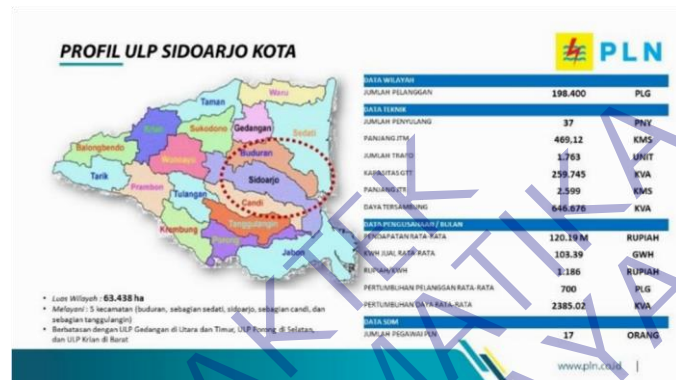 PROFIL ULP SIDOARJO KOTA
PLN
Waru
Taman
Krian
Sukodono
Gedangan
Sedati
Balongbendo
Wonoayu
Buduran
Tarik
Prambon
Sidoarjo
Tulangan
Candi
Krembung
Tanggulangin
Porong
Jabon
DATA WILAYAH
JUMLAH PELANGGAN 198.400 PLG
DATA TEKNIK
JUMLAH PENYULANG 37 PNY
PANJANG JTM 469,12 KMS
JUMLAH TRAFO 1.763 UNIT
KAPASITAS GTT 259.745 KVA
PANJANG JTR 2.599 KMS
DAYA TERSAMBUNG 646.676 KVA
DATA PENGUSAHAAN / BULAN
PENDAPATAN RATA-RATA 120.19 M RUPIAH
KWH JUAL RATA-RATA 103.39 GWH
RUPIAH/KWH 1.186 RUPIAH
PERTUMBUHAN PELANGGAN RATA-RATA 700 PLG
PERTUMBUHAN DAYA RATA-RATA 2385.02 KVA
DATA SDM
JUMLAH PEGAWAI PLN 17 ORANG
• Luas Wilayah : 63.438 ha
• Melayani : 5 kecamatan (buduran, sebagian sedati, sidoarjo, sebagian candi, dan
sebagian tanggulangin)
• Berbatasan dengan ULP Gedangan di Utara dan Timur, ULP Porong di Selatan,
dan ULP Krian di Barat
www.pln.co.id |